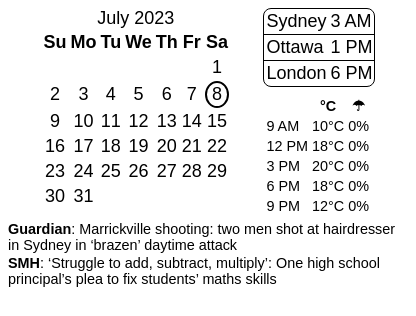 July 2023
Su Mo Tu We Th Fr Sa
1
2 3 4 5 6 7 8
9 10 11 12 13 14 15
16 17 18 19 20 21 22
23 24 25 26 27 28 29
30 31
Sydney 3 AM
Ottawa 1 PM
London 6 PM
°C ☂
9 AM 10°C 0%
12 PM 18°C 0%
3 PM 20°C 0%
6 PM 18°C 0%
9 PM 12°C 0%
Guardian: Marrickville shooting: two men shot at hairdresser
in Sydney in ‘brazen’ daytime attack
SMH: ‘Struggle to add, subtract, multiply’: One high school
principal’s plea to fix students’ maths skills